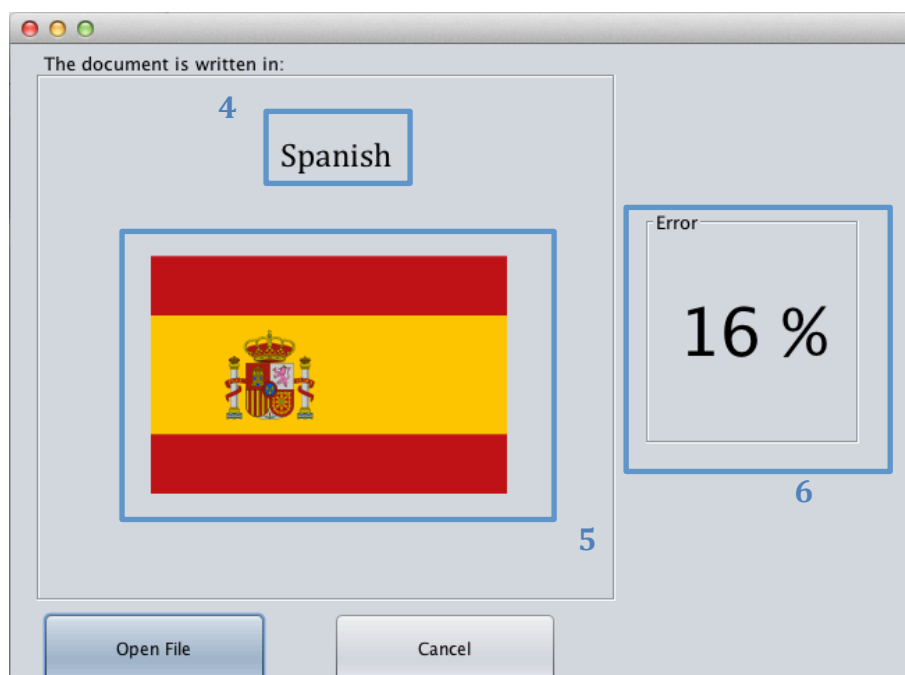 The document is written in:
4
Spanish
Error
16 %
6
5
Open File
Cancel